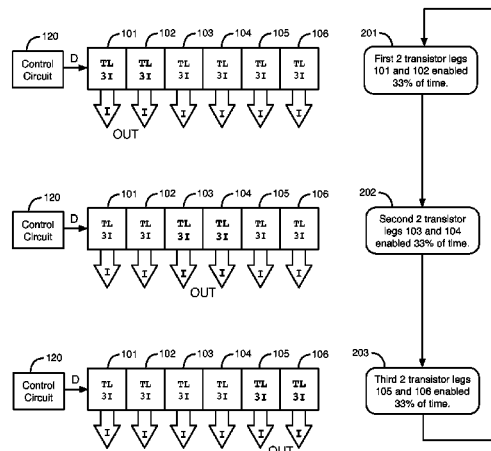 120
101
102
103
104
105
106
201
Control
Circuit
D
TL TL TL TL TL TL
3I 3I 3I 3I 3I 3I
I I I I I I
OUT
First 2 transistor legs
101 and 102 enabled
33% of time.
120
101
102
103
104
105
106
202
Control
Circuit
D
TL TL TL TL TL TL
3I 3I 3I 3I 3I 3I
I I I I I I
OUT
Second 2 transistor
legs 103 and 104
enabled 33% of time.
120
101
102
103
104
105
106
203
Control
Circuit
D
TL TL TL TL TL TL
3I 3I 3I 3I 3I 3I
I I I I I I
OUT
Third 2 transistor legs
105 and 106 enabled
33% of time.